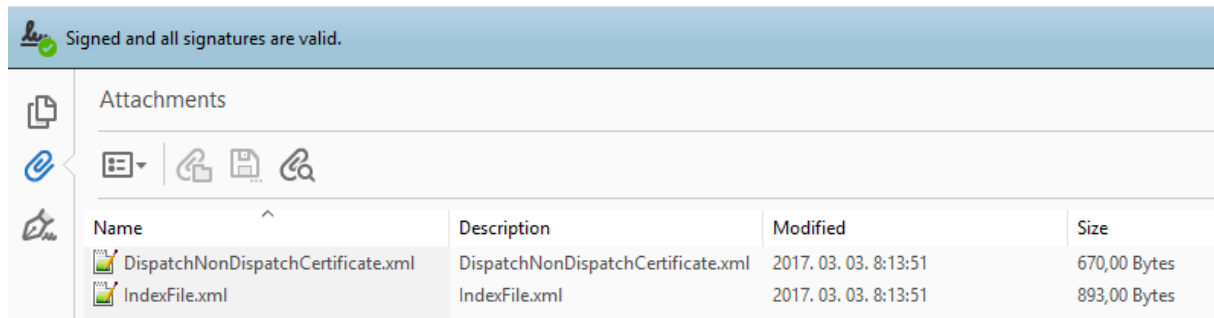 Signed and all signatures are valid.
Attachments
Name Description Modified Size
DispatchNonDispatchCertificate.xml DispatchNonDispatchCertificate.xml 2017. 03. 03. 8:13:51 670,00 Bytes
IndexFile.xml IndexFile.xml 2017. 03. 03. 8:13:51 893,00 Bytes